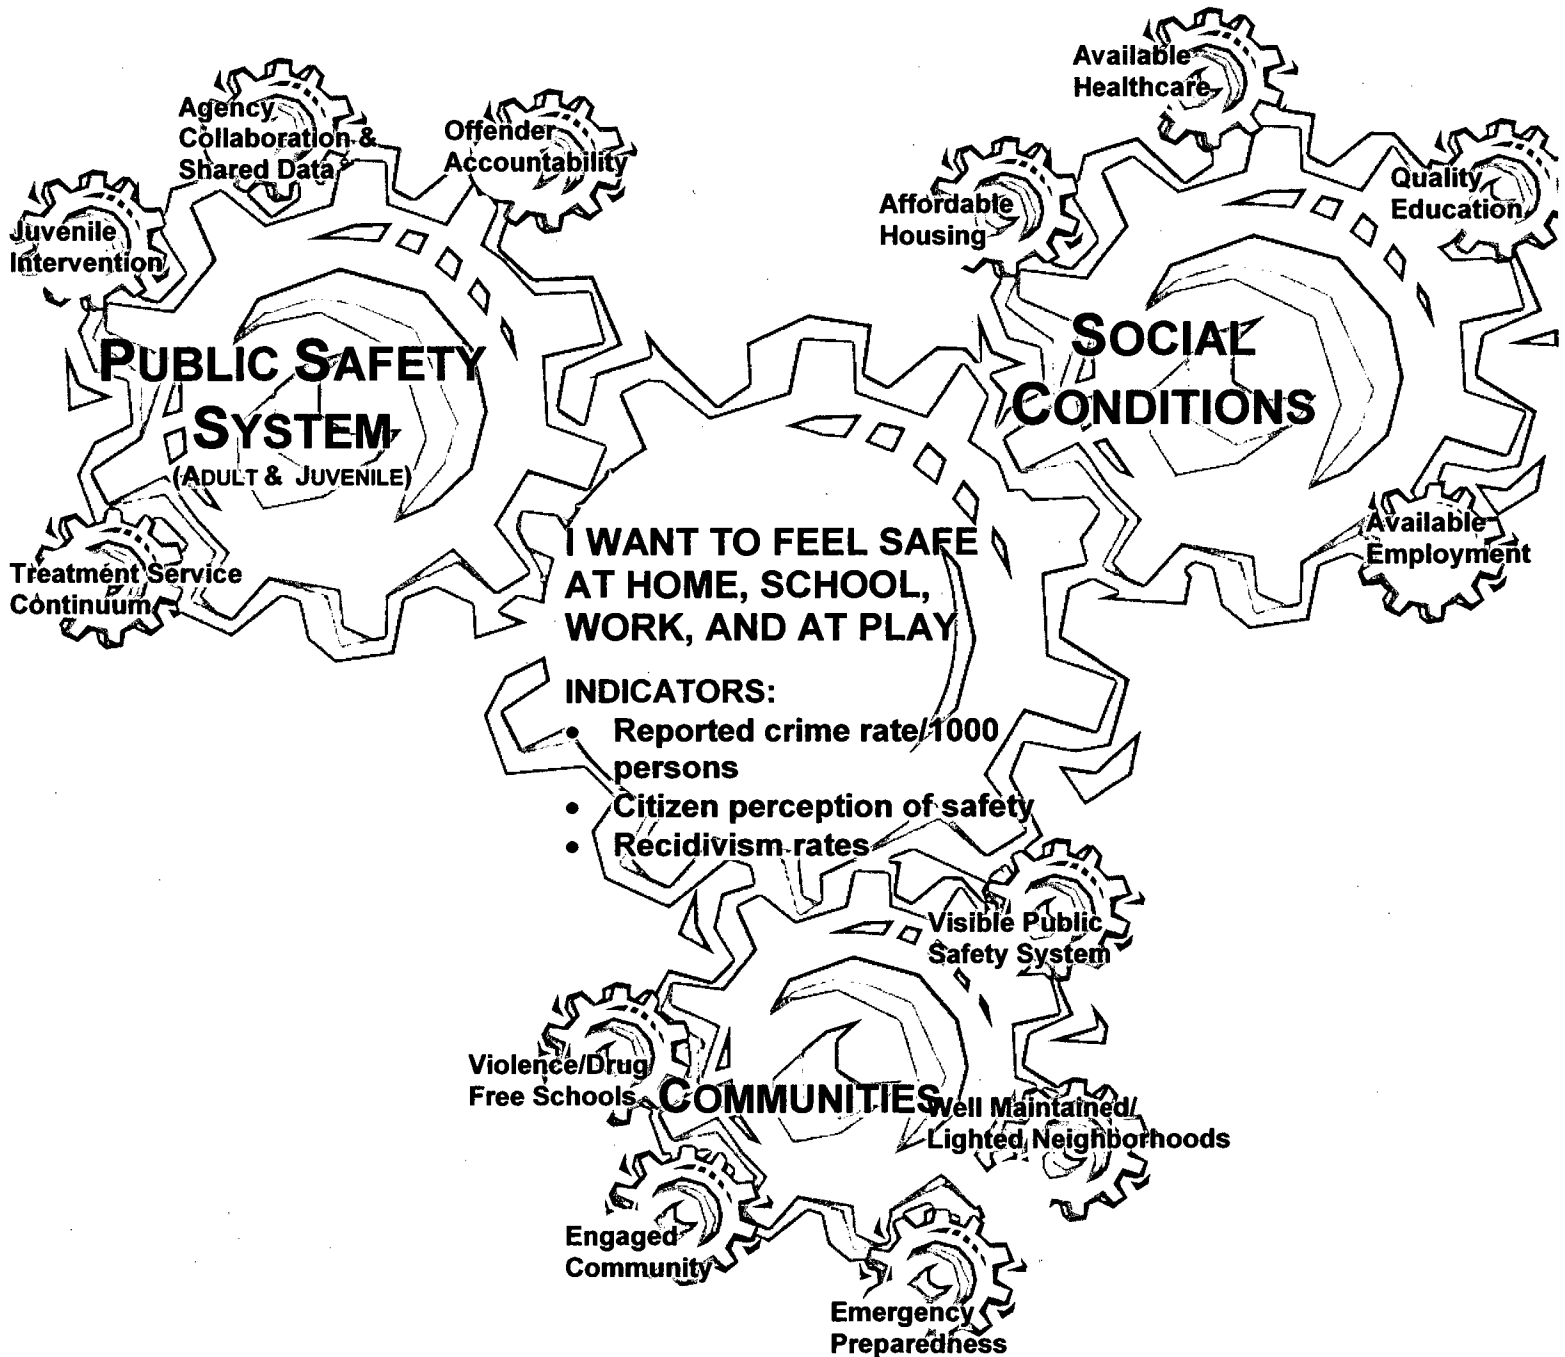 Agency
Collaboration &
Shared Data
Offender
Accountability
Juvenile
Intervention
PUBLIC SAFETY
SYSTEM
(ADULT & JUVENILE)
Treatment Service
Continuum
Available
Healthcare
Affordable
Housing
Quality
Education
SOCIAL
CONDITIONS
Available
Employment
I WANT TO FEEL SAFE
AT HOME, SCHOOL,
WORK, AND AT PLAY
INDICATORS:
• Reported crime rate/1000
persons
• Citizen perception of safety
• Recidivism rates
Visible Public
Safety System
Violence/Drug
Free Schools
COMMUNITIES
Well Maintained/
Lighted Neighborhoods
Engaged
Community
Emergency
Preparedness